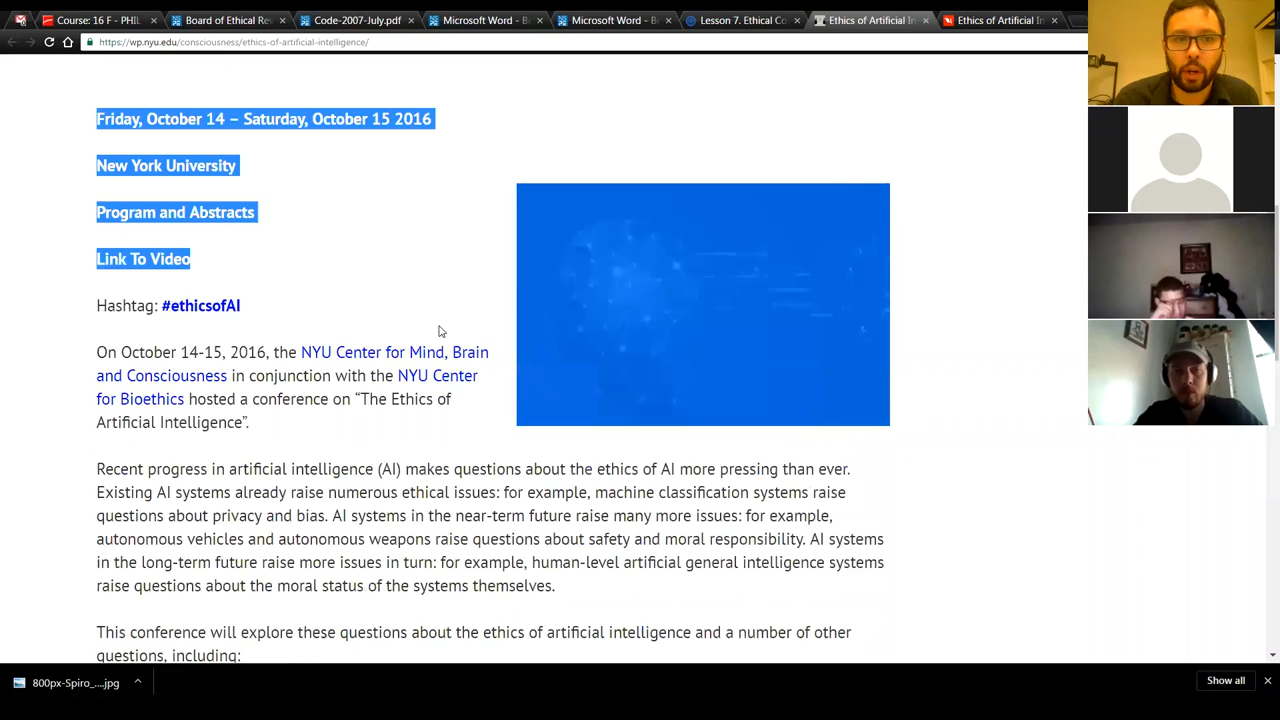 Course: 16 F - PHIL
Board of Ethical Re
Code-2007-July.pdf
Microsoft Word - B
Microsoft Word - B
Lesson 7. Ethical Co
Ethics of Artificial In
Ethics of Artificial In
https://wp.nyu.edu/consciousness/ethics-of-artificial-intelligence/
Friday, October 14 – Saturday, October 15 2016
New York University
Program and Abstracts
Link To Video
Hashtag: #ethicsofAI
On October 14-15, 2016, the NYU Center for Mind, Brain
and Consciousness in conjunction with the NYU Center
for Bioethics hosted a conference on “The Ethics of
Artificial Intelligence”.
Recent progress in artificial intelligence (AI) makes questions about the ethics of AI more pressing than ever.
Existing AI systems already raise numerous ethical issues: for example, machine classification systems raise
questions about privacy and bias. AI systems in the near-term future raise many more issues: for example,
autonomous vehicles and autonomous weapons raise questions about safety and moral responsibility. AI systems
in the long-term future raise more issues in turn: for example, human-level artificial general intelligence systems
raise questions about the moral status of the systems themselves.
This conference will explore these questions about the ethics of artificial intelligence and a number of other
questions, including:
800px-Spiro_....jpg
Show all